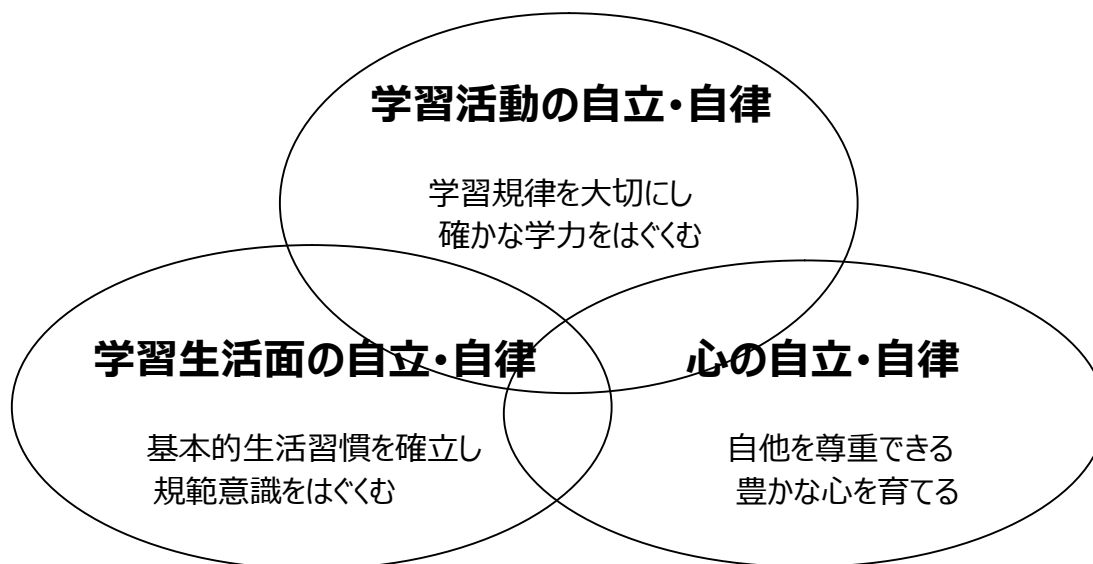 学習活動の自立・自律
学習規律を大切にし
確かな学力をはぐくむ
学習生活面の自立・自律
基本的生活習慣を確立し
規範意識をはぐくむ
心の自立・自律
自他を尊重できる
豊かな心を育てる